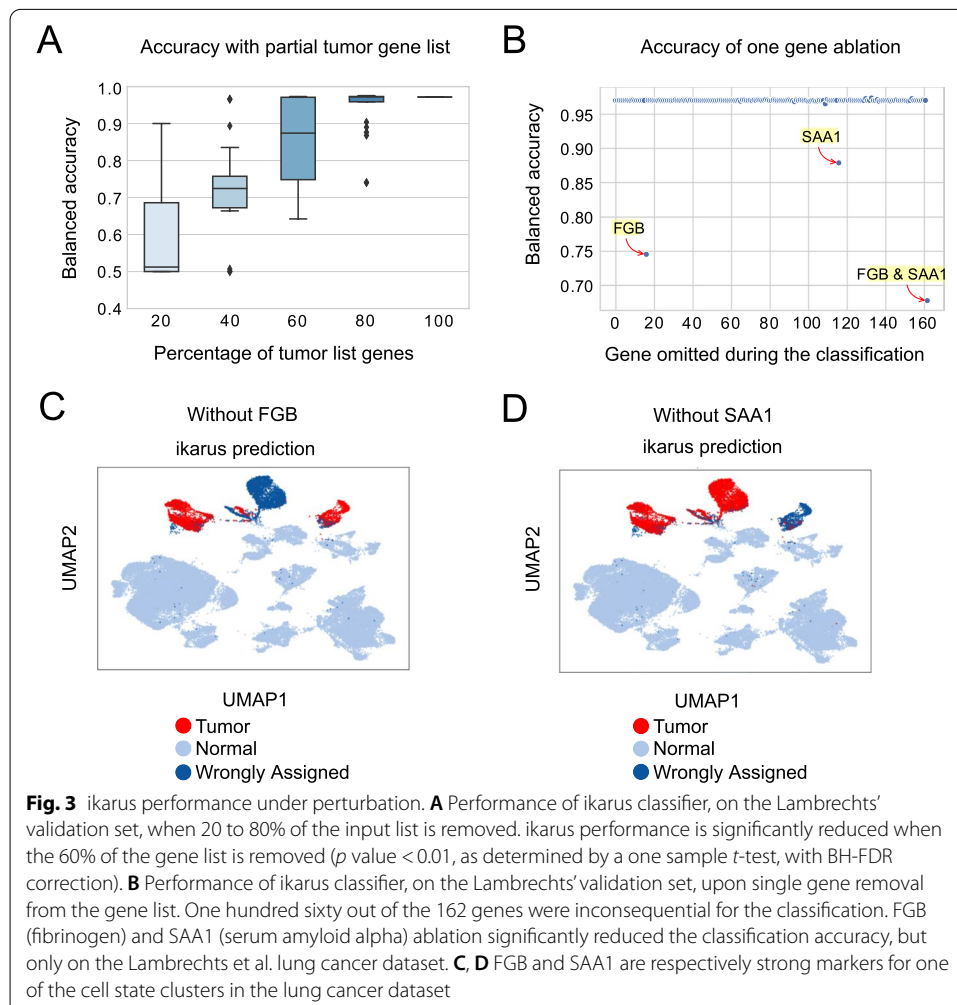 A
Accuracy with partial tumor gene list
Balanced accuracy
1.0
0.9
0.8
0.7
0.6
0.5
0.4
20 40 60 80 100
Percentage of tumor list genes
B
Accuracy of one gene ablation
Balanced accuracy
0.95
0.90
0.85
0.80
0.75
0.70
SAA1
FGB
FGB & SAA1
0 20 40 60 80 100 120 140 160
Gene omitted during the classification
C
Without FGB
ikarus prediction
UMAP2
UMAP1
Tumor
Normal
Wrongly Assigned
D
Without SAA1
ikarus prediction
UMAP2
UMAP1
Tumor
Normal
Wrongly Assigned
Fig. 3 ikarus performance under perturbation. A Performance of ikarus classifier, on the Lambrechts'
validation set, when 20 to 80% of the input list is removed. ikarus performance is significantly reduced when
the 60% of the gene list is removed (p value < 0.01, as determined by a one sample t-test, with BH-FDR
correction). B Performance of ikarus classifier, on the Lambrechts' validation set, upon single gene removal
from the gene list. One hundred sixty out of the 162 genes were inconsequential for the classification. FGB
(fibrinogen) and SAA1 (serum amyloid alpha) ablation significantly reduced the classification accuracy, but
only on the Lambrechts et al. lung cancer dataset. C, D FGB and SAA1 are respectively strong markers for one
of the cell state clusters in the lung cancer dataset